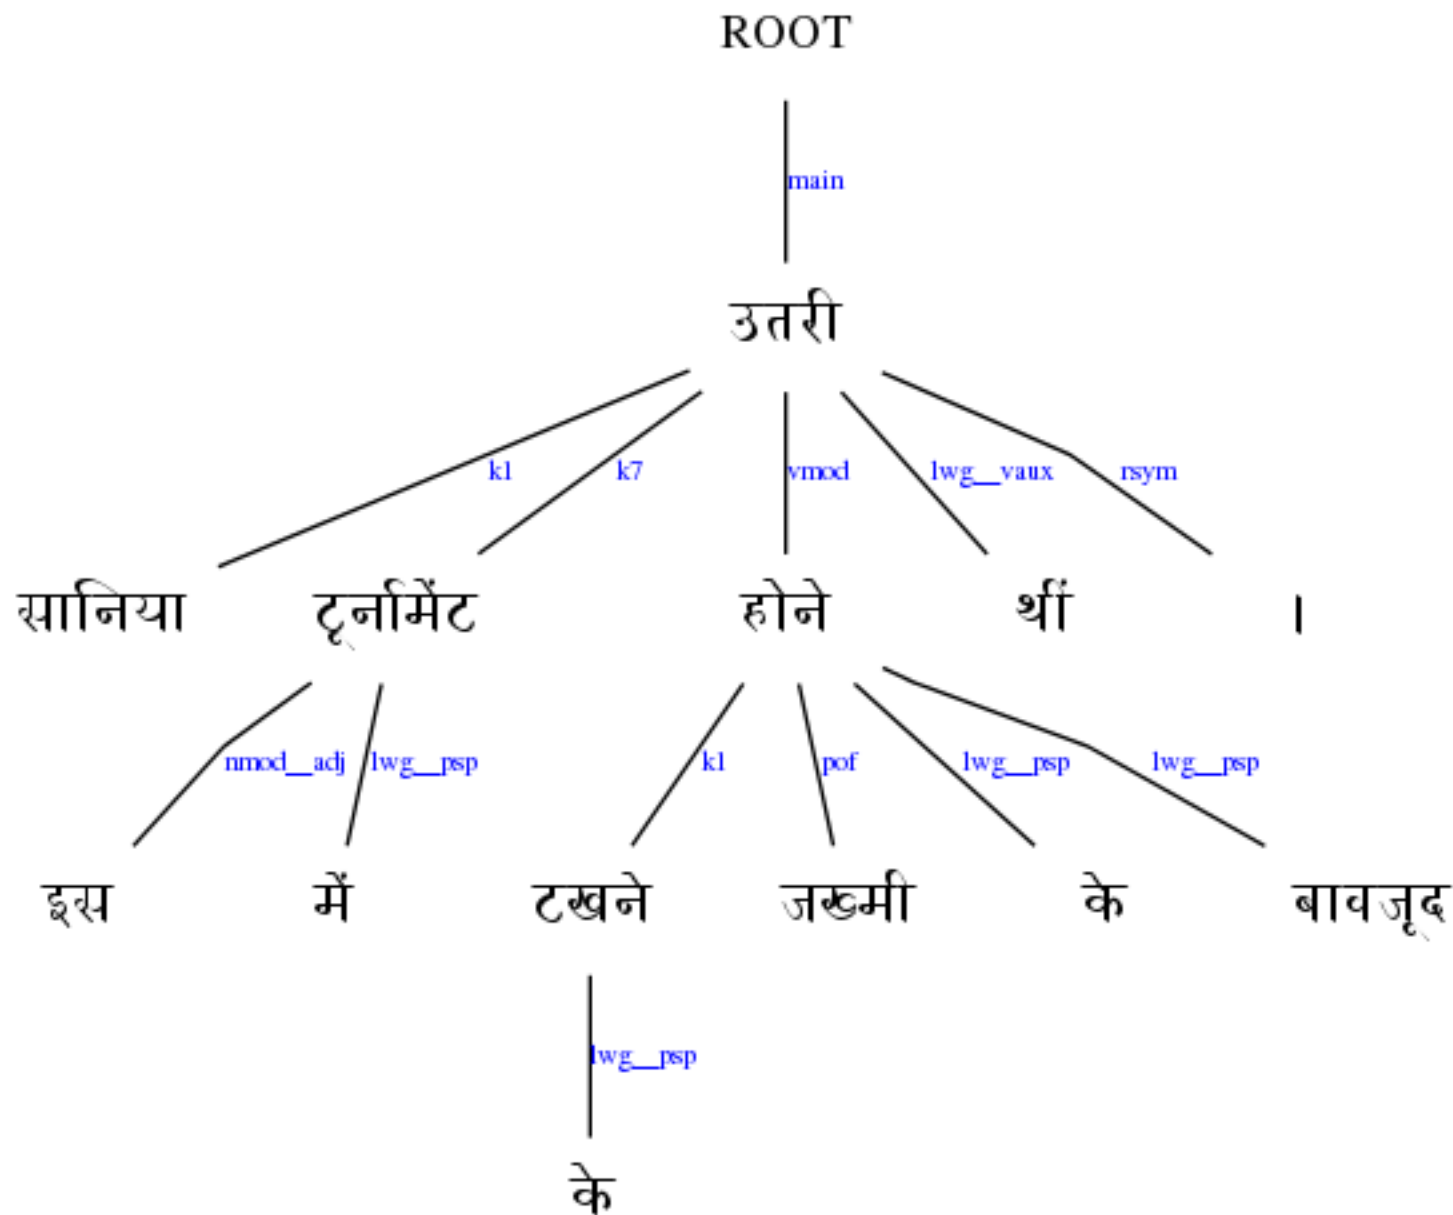 ROOT
main
उतरी
k1 k7 vmod lwg__vaux rsym
सानिया टूर्नामेंट होने थीं ।
nmod__adj lwg__psp k1 pof lwg__psp lwg__psp
इस में टखने जख्मी के बावजूद
lwg__psp
के